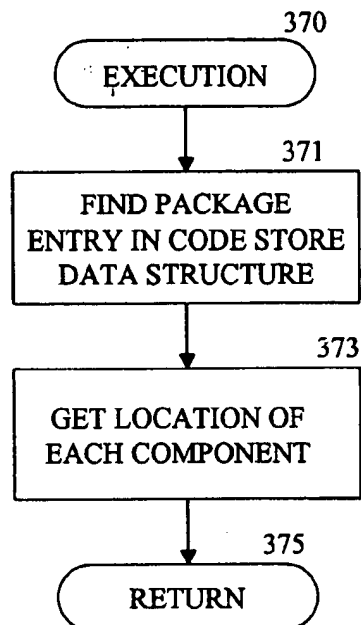 370
EXECUTION
371
FIND PACKAGE
ENTRY IN CODE STORE
DATA STRUCTURE
373
GET LOCATION OF
EACH COMPONENT
375
RETURN